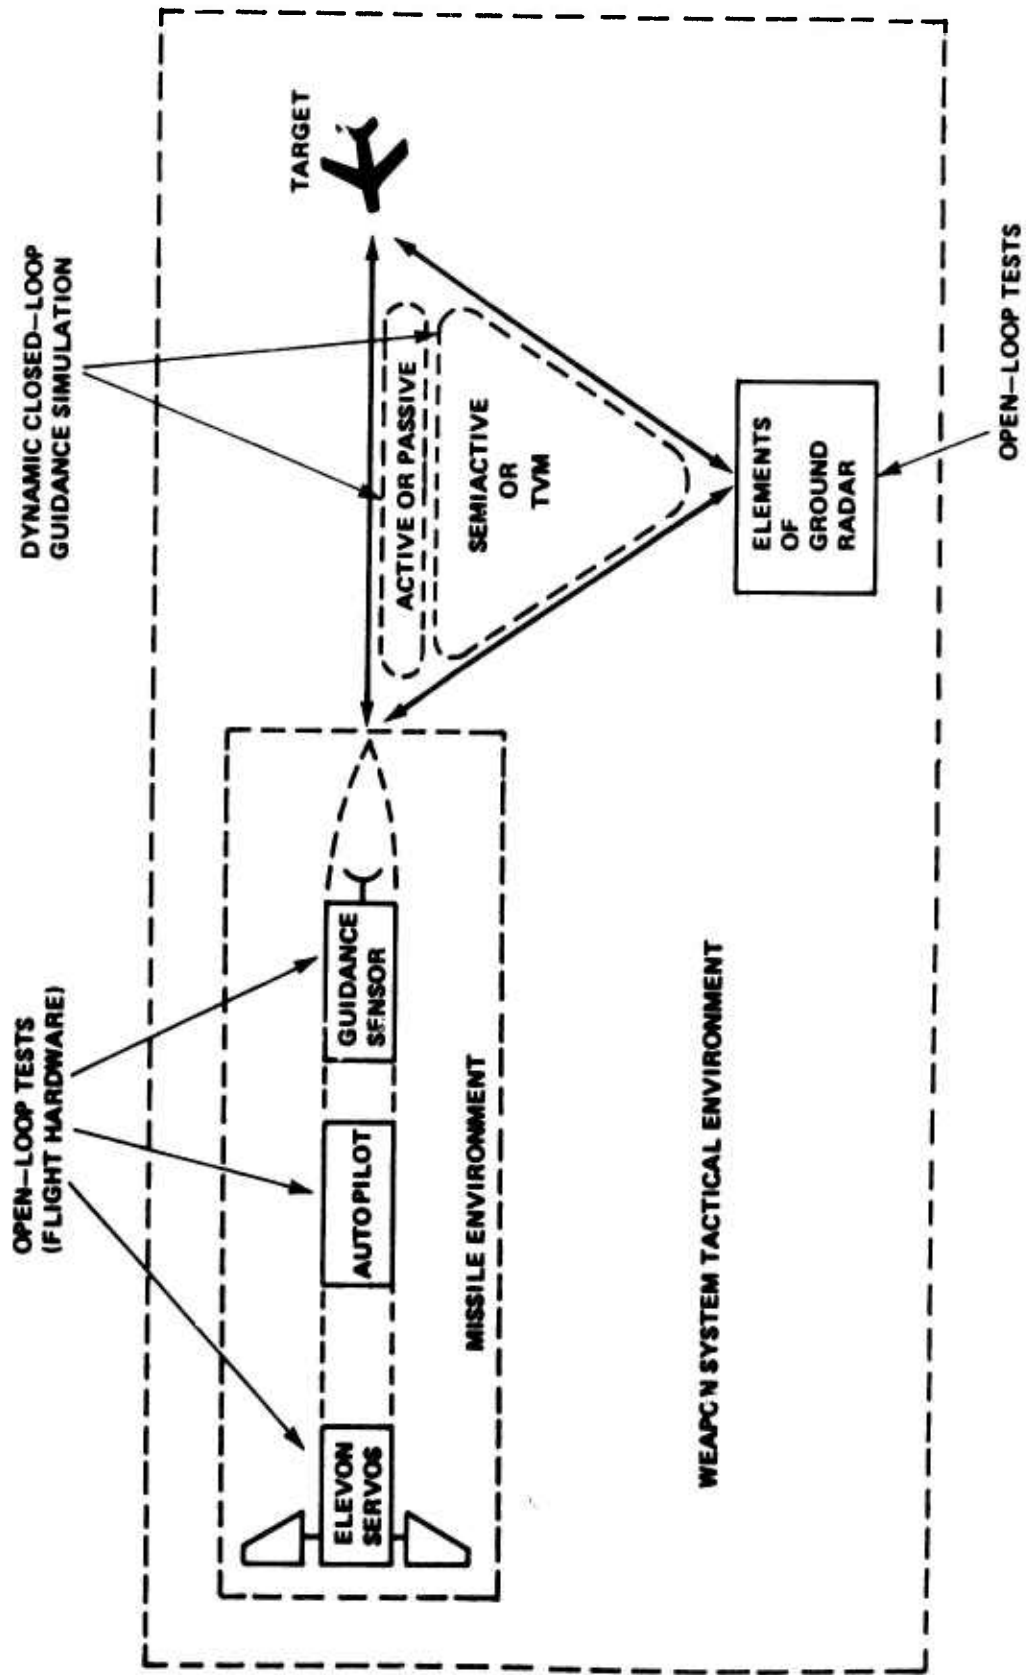 OPEN–LOOP TESTS
(FLIGHT HARDWARE)
DYNAMIC CLOSED–LOOP
GUIDANCE SIMULATION
TARGET
ELEVON
SERVOS
AUTOPILOT
GUIDANCE
SENSOR
ACTIVE OR PASSIVE
SEMIACTIVE
OR
TVM
MISSILE ENVIRONMENT
ELEMENTS
OF
GROUND
RADAR
WEAPON SYSTEM TACTICAL ENVIRONMENT
OPEN–LOOP TESTS